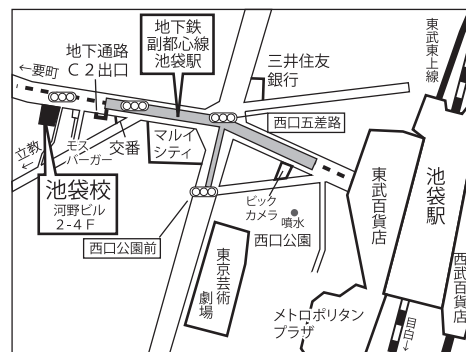 ←要町
地下通路
C2出口
地下鉄
副都心線
池袋駅
三井住友
銀行
東武東上線
西口五差路
立教
←
モス
バーガー
交番
マルイ
シティ
池袋校
河野ビル
2-4F
西口公園前
ビック
カメラ
噴水
西口公園
東京芸術
劇場
東武百貨店
池袋駅
西武百貨店
メトロポリタン
プラザ
目白→